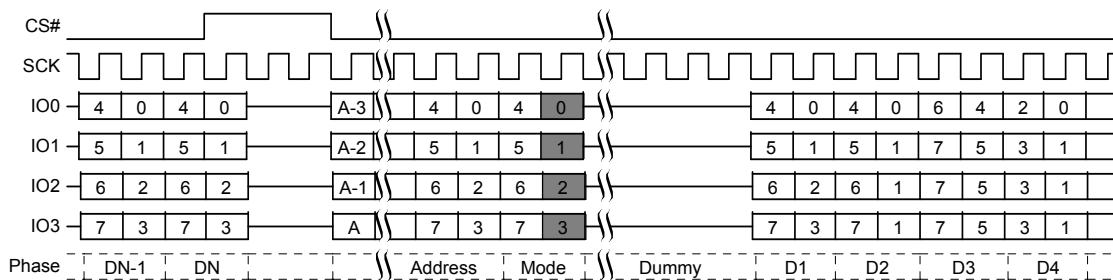 CS#
SCK
IO0 4 0 4 0 A-3 4 0 4 0 4 0 4 0 6 4 2 0
IO1 5 1 5 1 A-2 5 1 5 1 5 1 5 1 7 5 3 1
IO2 6 2 6 2 A-1 6 2 6 2 6 2 6 1 7 5 3 1
IO3 7 3 7 3 A 7 3 7 3 7 3 7 1 7 5 3 1
Phase DN-1 DN Address Mode Dummy D1 D2 D3 D4